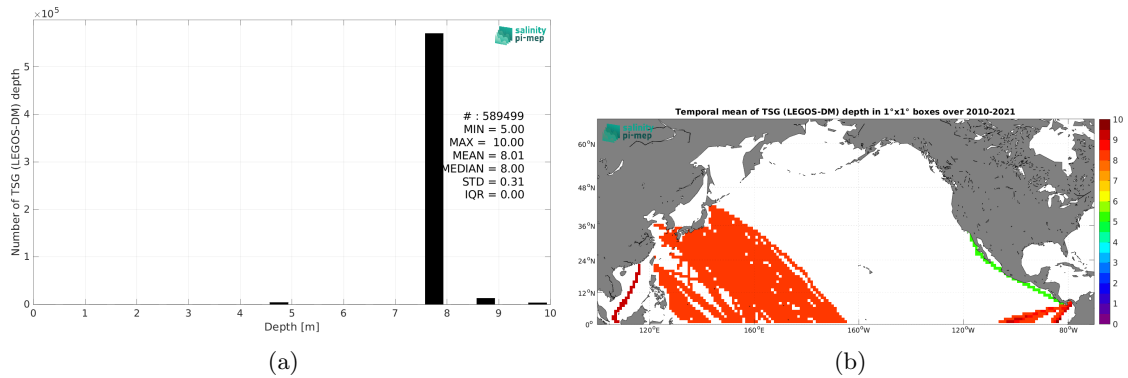 ×10⁵
5
4
3
2
1
0
Number of TSG (LEGOS-DM) depth
0 1 2 3 4 5 6 7 8 9 10
Depth [m]
salinity
pi-mep
# : 589499
MIN = 5.00
MAX = 10.00
MEAN = 8.01
MEDIAN = 8.00
STD = 0.31
IQR = 0.00
(a)
Temporal mean of TSG (LEGOS-DM) depth in 1°x1° boxes over 2010-2021
salinity
pi-mep
60°N
48°N
36°N
24°N
12°N
0°
120°E 160°E 160°W 120°W 80°W
10
9
8
7
6
5
4
3
2
1
0
(b)